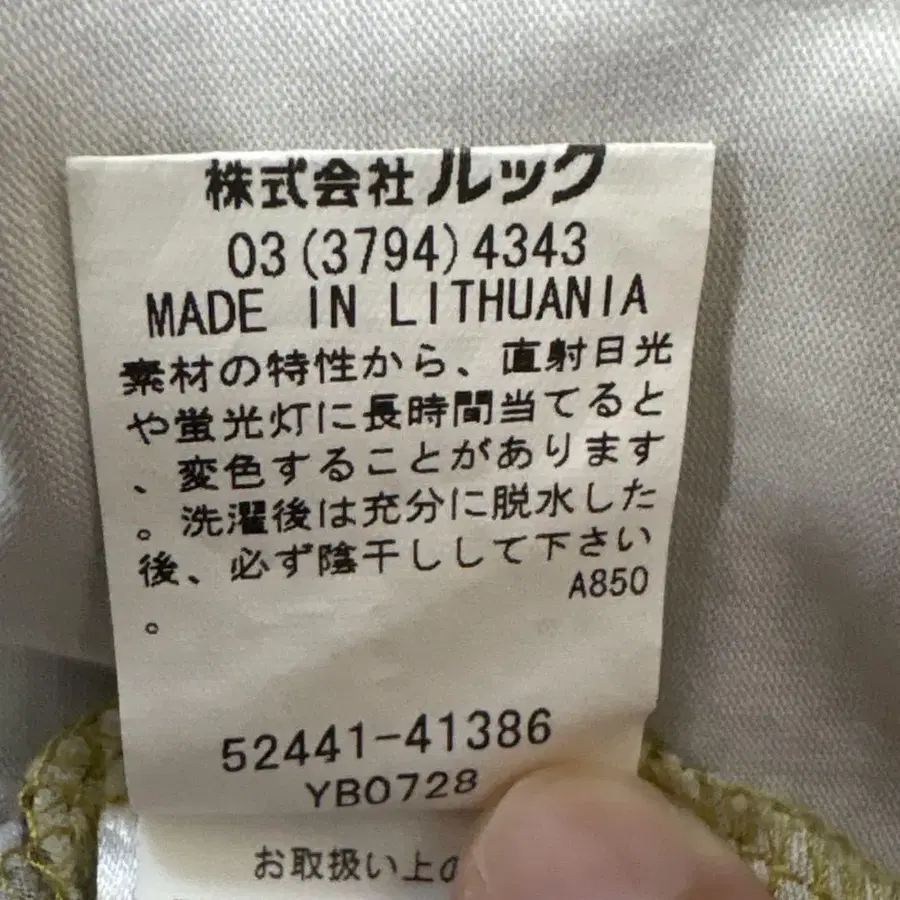 株式会社 ルック
03(3794)4343
MADE IN LITHUANIA
素材の特性から、直射日光
や蛍光灯に長時間当てると
、変色することがあります
。洗濯後は充分に脱水した
後、必ず陰干しして下さい
。
A850
52441-41386
YB0728
お取扱い上の